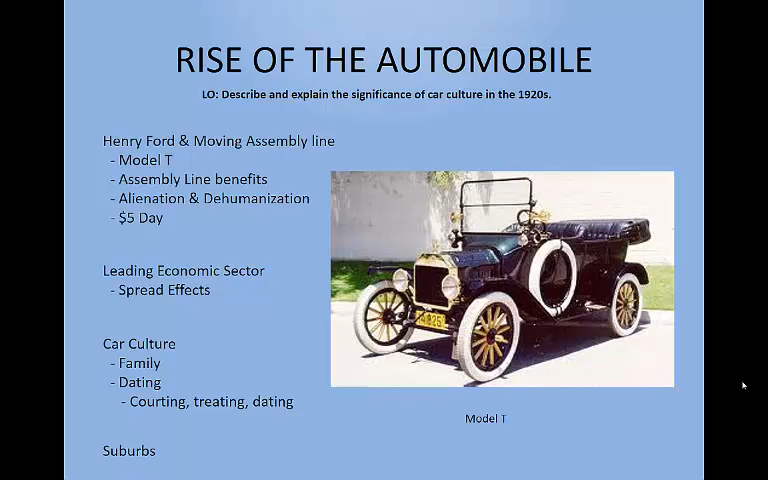 RISE OF THE AUTOMOBILE
LO: Describe and explain the significance of car culture in the 1920s.
Henry Ford & Moving Assembly line
- Model T
- Assembly Line benefits
- Alienation & Dehumanization
- $5 Day
Leading Economic Sector
- Spread Effects
Car Culture
- Family
- Dating
- Courting, treating, dating
Suburbs
Model T